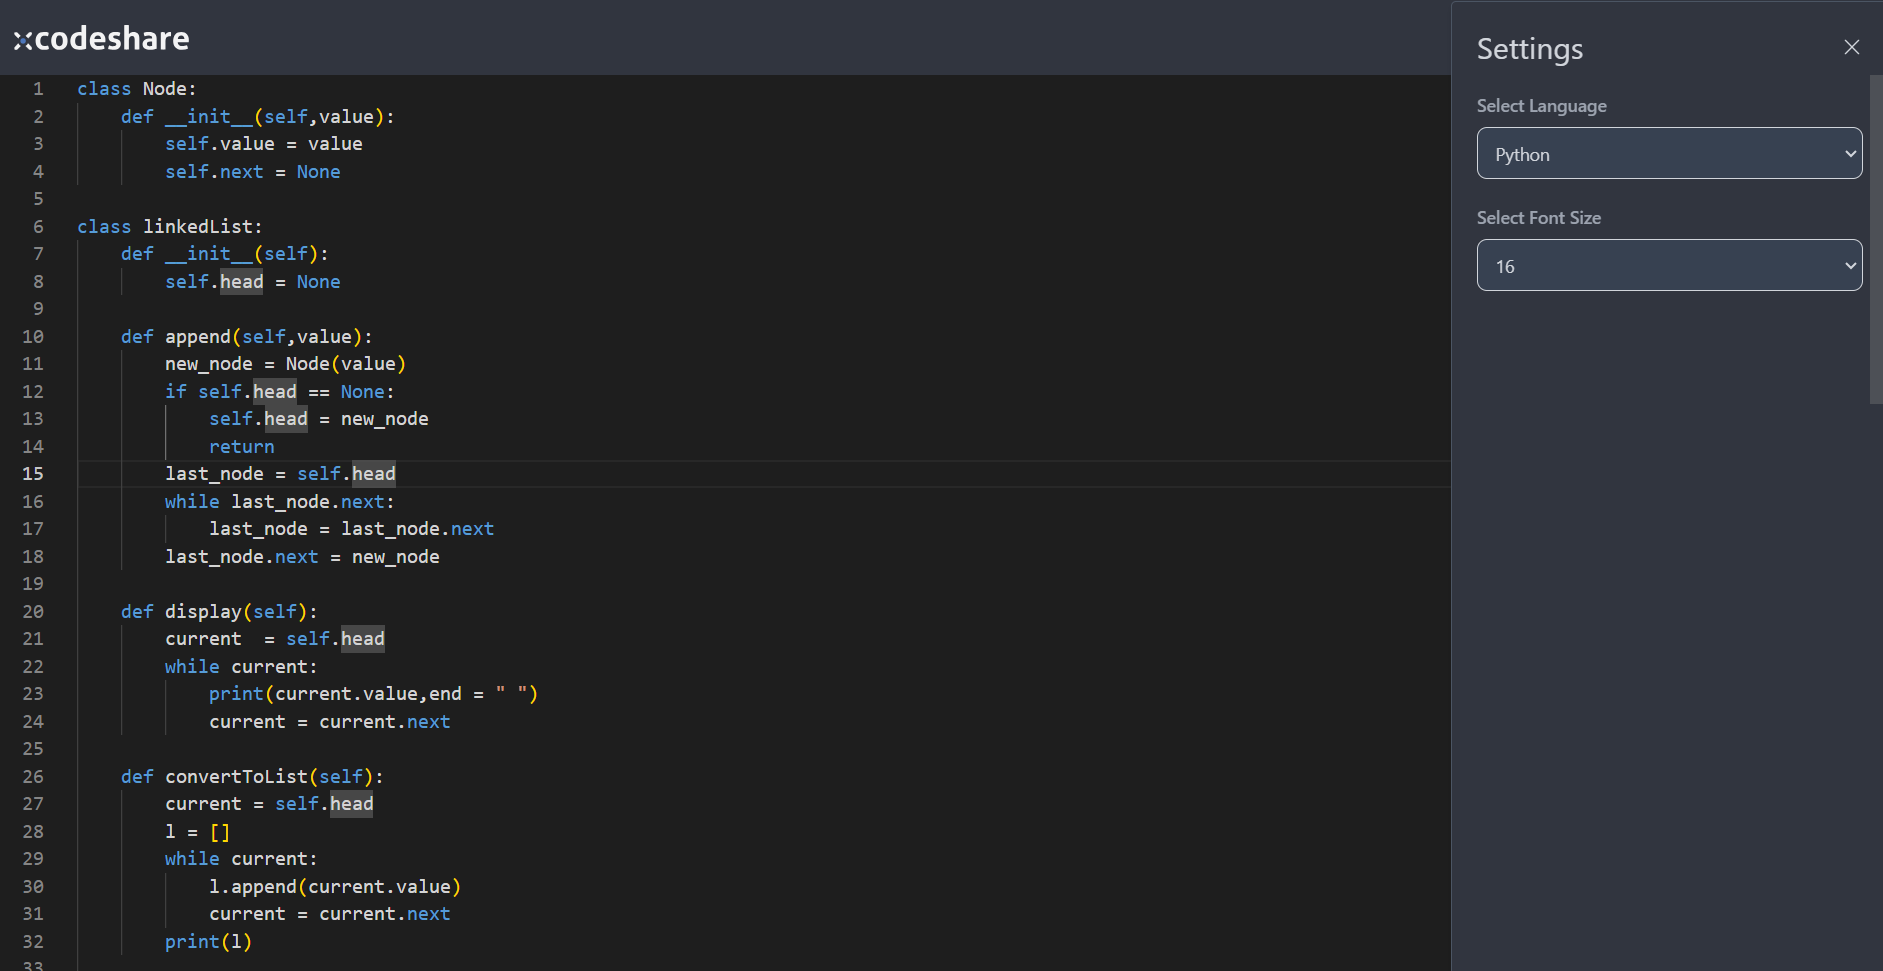 xcodeshare
1 class Node:
2     def __init__(self,value):
3         self.value = value
4         self.next = None
5
6 class linkedList:
7     def __init__(self):
8         self.head = None
9
10     def append(self,value):
11         new_node = Node(value)
12         if self.head == None:
13             self.head = new_node
14             return
15         last_node = self.head
16         while last_node.next:
17             last_node = last_node.next
18         last_node.next = new_node
19
20     def display(self):
21         current  = self.head
22         while current:
23             print(current.value,end = " ")
24             current = current.next
25
26     def convertToList(self):
27         current = self.head
28         l = []
29         while current:
30             l.append(current.value)
31             current = current.next
32         print(l)
33
Settings
Select Language
Python
Select Font Size
16